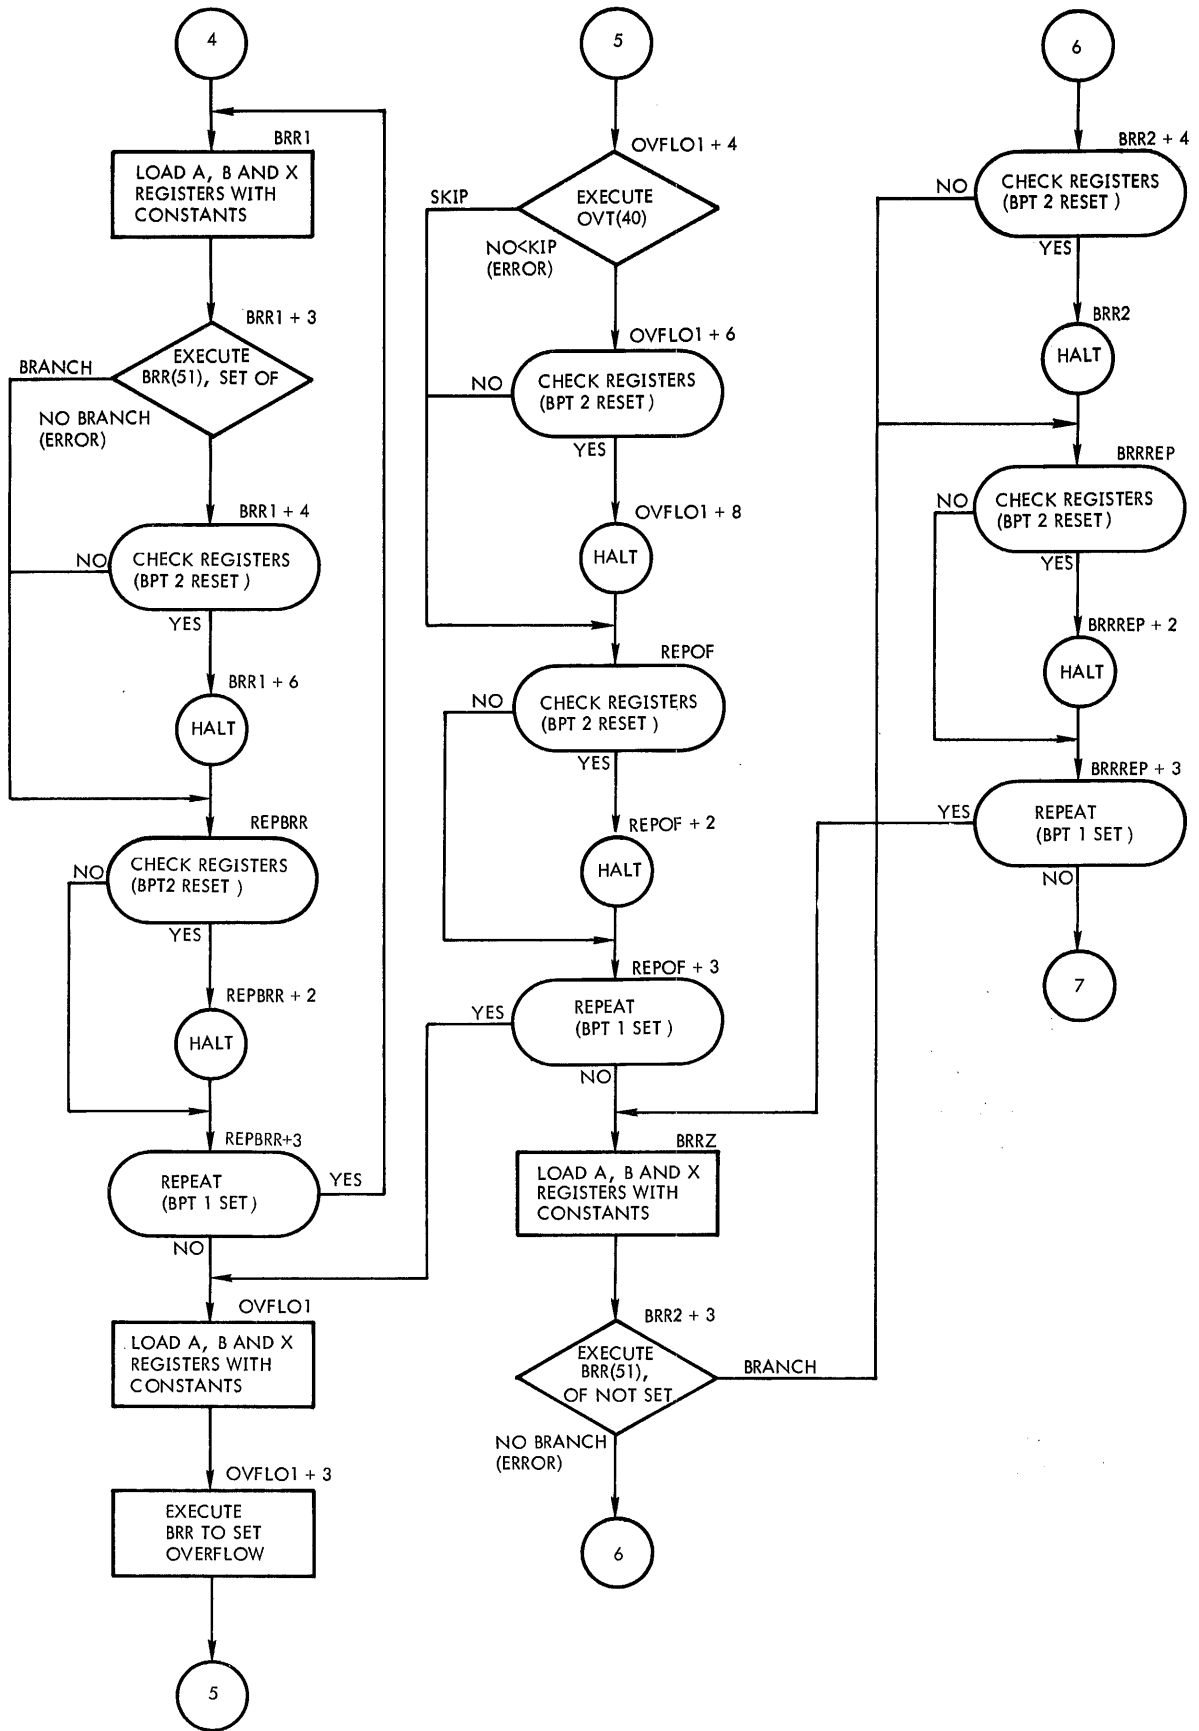 4
BRR1
LOAD A, B AND X
REGISTERS WITH
CONSTANTS
BRR1 + 3
EXECUTE
BRR(51), SET OF
BRANCH
NO BRANCH
(ERROR)
BRR1 + 4
CHECK REGISTERS
(BPT 2 RESET )
NO
YES
BRR1 + 6
HALT
REPBRR
CHECK REGISTERS
(BPT2 RESET )
NO
YES
REPBRR + 2
HALT
REPBRR+3
REPEAT
(BPT 1 SET )
YES
NO
OVFLO1
LOAD A, B AND X
REGISTERS WITH
CONSTANTS
OVFLO1 + 3
EXECUTE
BRR TO SET
OVERFLOW
5
5
OVFLO1 + 4
EXECUTE
OVT(40)
SKIP
NO<KIP
(ERROR)
OVFLO1 + 6
CHECK REGISTERS
(BPT 2 RESET )
NO
YES
OVFLO1 + 8
HALT
REPOF
CHECK REGISTERS
(BPT 2 RESET )
NO
YES
REPOF + 2
HALT
REPOF + 3
REPEAT
(BPT 1 SET )
YES
NO
BRRZ
LOAD A, B AND X
REGISTERS WITH
CONSTANTS
BRR2 + 3
EXECUTE
BRR(51),
OF NOT SET
BRANCH
NO BRANCH
(ERROR)
6
6
BRR2 + 4
CHECK REGISTERS
(BPT 2 RESET )
NO
YES
BRR2
HALT
BRRREP
CHECK REGISTERS
(BPT 2 RESET )
NO
YES
BRRREP + 2
HALT
BRRREP + 3
REPEAT
(BPT 1 SET )
YES
NO
7